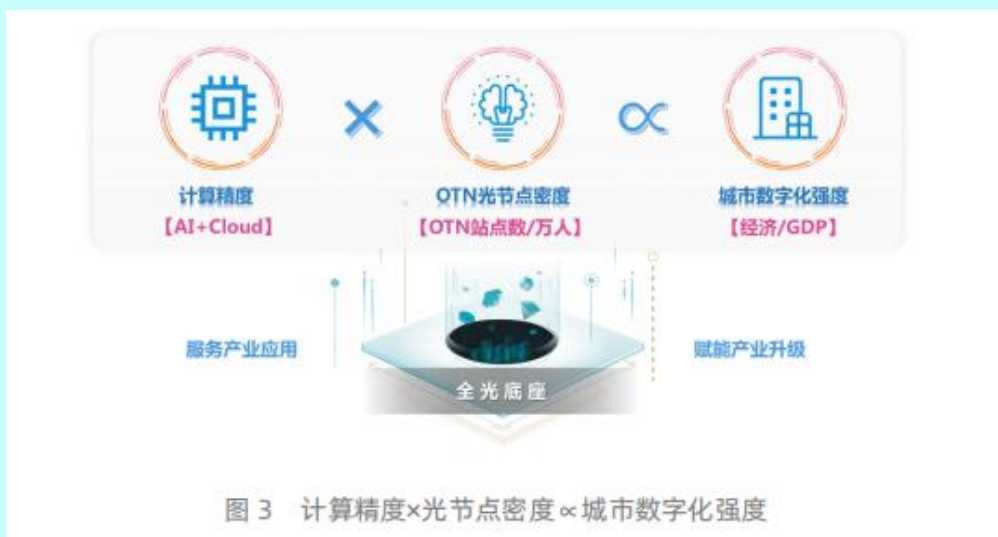 × ∝
计算精度 OTN光节点密度 城市数字化强度
【AI+Cloud】 【OTN站点数/万人】 【经济/GDP】
服务产业应用 赋能产业升级
全光底座
图 3 计算精度×光节点密度∝城市数字化强度